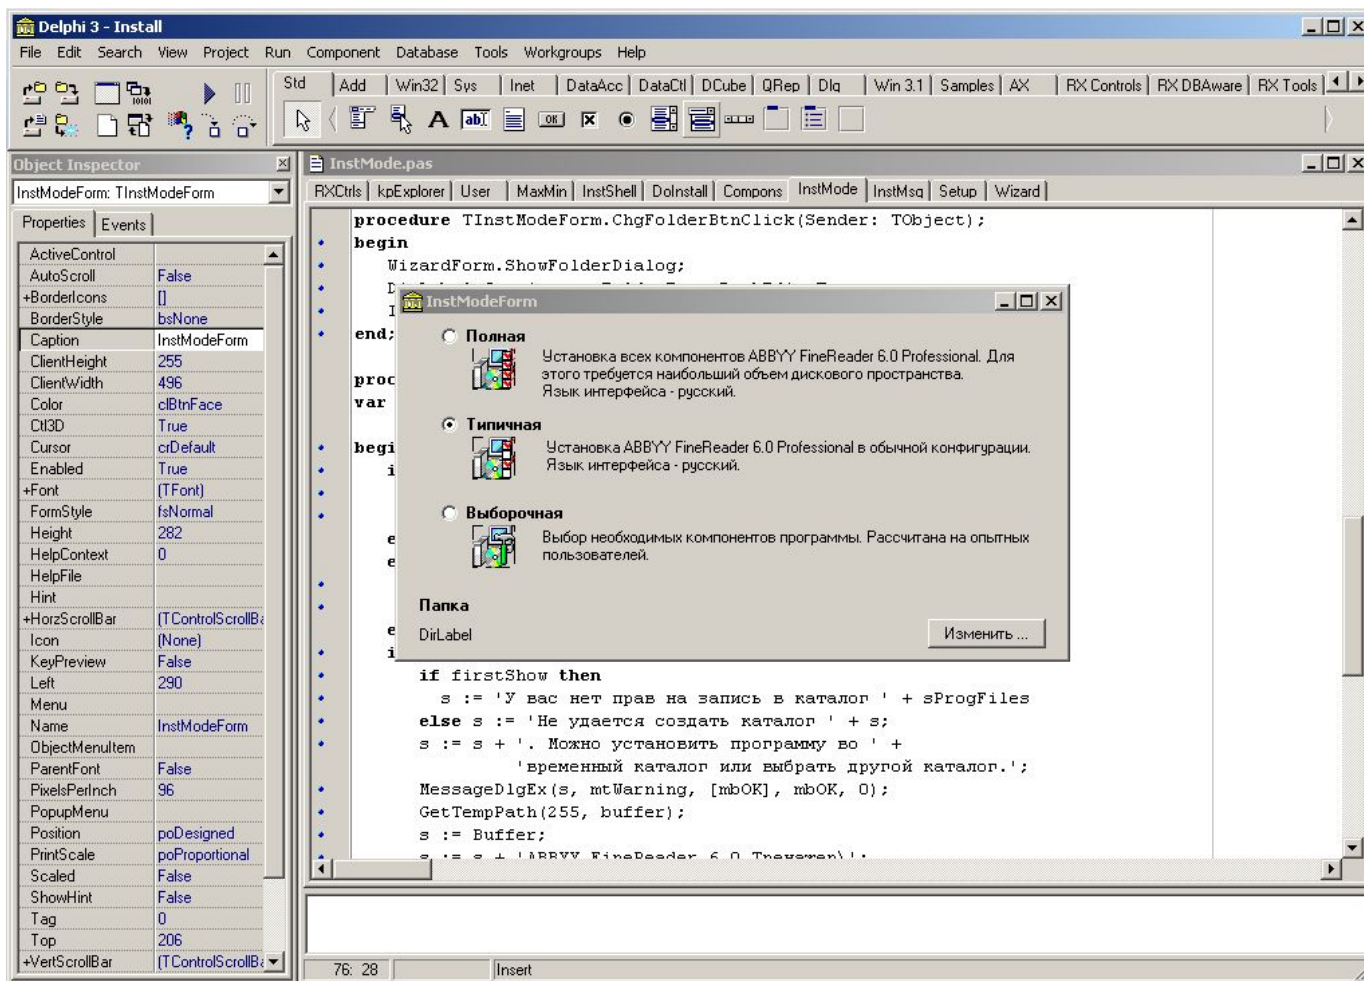 Delphi 3 - Install
File Edit Search View Project Run Component Database Tools Workgroups Help
Std Add Win32 Sys Inet DataAcc DataCtl DCube QRep Dlg Win 3.1 Samples AX RX Controls RX DBAware RX Tools
Object Inspector
InstModeForm: TInstModeForm
Properties Events
ActiveControl
AutoScroll False
+BorderIcons []
BorderStyle bsNone
Caption InstModeForm
ClientHeight 255
ClientWidth 496
Color clBtnFace
Ctl3D True
Cursor crDefault
Enabled True
+Font (TFont)
FormStyle fsNormal
Height 282
HelpContext 0
HelpFile
Hint
+HorzScrollBar (TControlScrollBa
Icon (None)
KeyPreview False
Left 290
Menu
Name InstModeForm
ObjectMenuItem
ParentFont False
PixelsPerInch 96
PopupMenu
Position poDesigned
PrintScale poProportional
Scaled False
ShowHint False
Tag 0
Top 206
+VertScrollBar (TControlScrollBa
InstMode.pas
RXCtrls kpExplorer User MaxMin InstShell DoInstall Compons InstMode InstMsg Setup Wizard
procedure TInstModeForm.ChgFolderBtnClick(Sender: TObject);
begin
WizardForm.ShowFolderDialog;
end;
proc
var
begi
InstModeForm
Полная
Установка всех компонентов ABBYY FineReader 6.0 Professional. Для
этого требуется наибольший объем дискового пространства.
Язык интерфейса - русский.
Типичная
Установка ABBYY FineReader 6.0 Professional в обычной конфигурации.
Язык интерфейса - русский.
Выборочная
Выбор необходимых компонентов программы. Рассчитана на опытных
пользователей.
Папка
DirLabel Изменить ...
if firstShow then
s := 'У вас нет прав на запись в каталог ' + sProgFiles
else s := 'Не удается создать каталог ' + s;
s := s + '. Можно установить программу во ' +
'временный каталог или выбрать другой каталог.';
MessageDlgEx(s, mtWarning, [mbOK], mbOK, 0);
GetTempPath(255, buffer);
s := Buffer;
s := s + 'ABBYY FineReader 6.0 Тренажер\';
76: 28 Insert